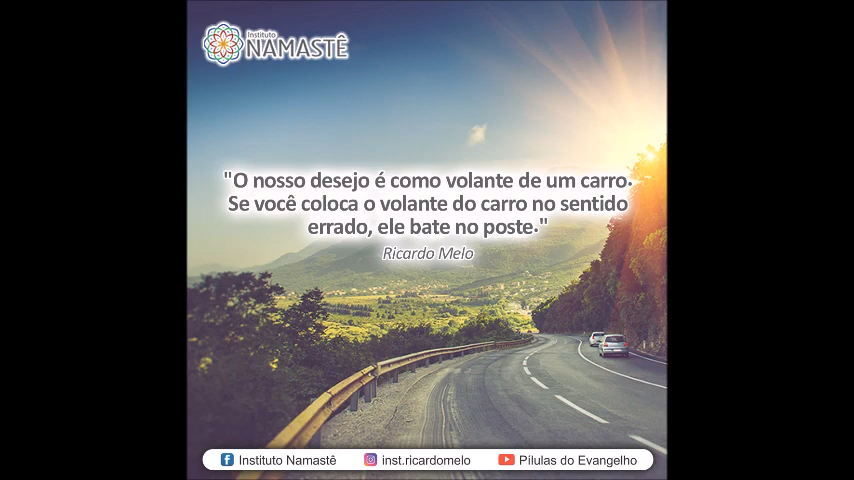 Instituto
NAMASTÊ
"O nosso desejo é como volante de um carro.
Se você coloca o volante do carro no sentido
errado, ele bate no poste."
Ricardo Melo
Instituto Namastê inst.ricardomelo Pílulas do Evangelho